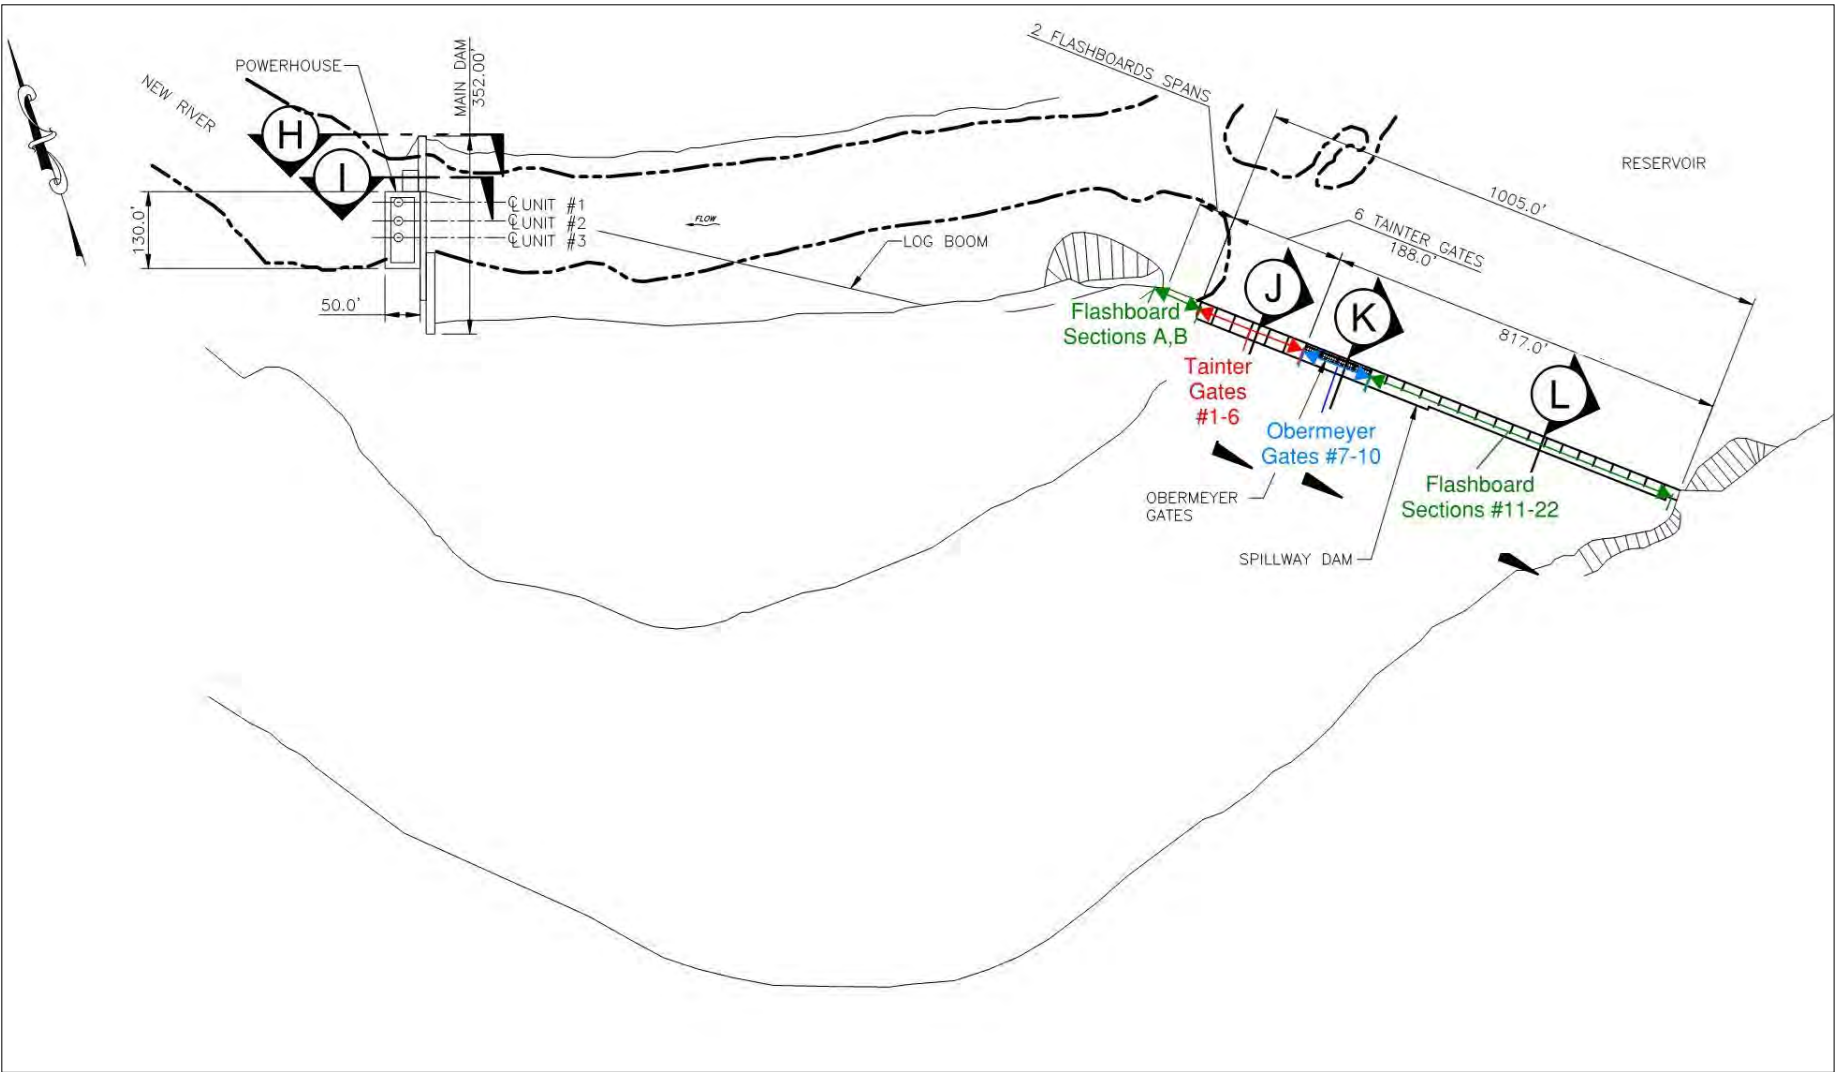 2 FLASHBOARDS SPANS
POWERHOUSE
MAIN DAM
352.00'
NEW RIVER
H
I
RESERVOIR
1005.0'
6 TAINTER GATES
188.0'
130.0'
℄ UNIT #1
℄ UNIT #2
℄ UNIT #3
FLOW
LOG BOOM
50.0'
J
K
L
817.0'
Flashboard
Sections A,B
Tainter
Gates
#1-6
Obermeyer
Gates #7-10
OBERMEYER
GATES
Flashboard
Sections #11-22
SPILLWAY DAM